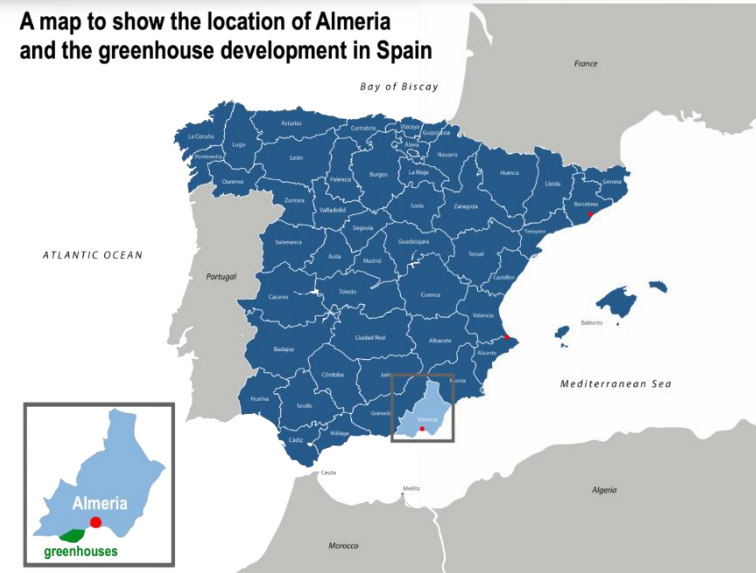 A map to show the location of Almeria
and the greenhouse development in Spain
France
Bay of Biscay
La Coruña
Lugo
Asturias
Cantabria
Vizcaya
Guipúzcoa
Álava
Navarra
Pontevedra
León
Palencia
Burgos
La Rioja
Huesca
Lleida
Gerona
Ourense
Zamora
Valladolid
Soria
Zaragoza
Barcelona
Segovia
Tarragona
ATLANTIC OCEAN
Salamanca
Ávila
Madrid
Guadalajara
Teruel
Portugal
Castellón
Cáceres
Toledo
Cuenca
Valencia
Baleares
Badajoz
Ciudad Real
Albacete
Alicante
Mediterranean Sea
Córdoba
Murcia
Huelva
Sevilla
Granada
Almeria
Cádiz
Málaga
Ceuta
Melilla
Algeria
Morocco
Almeria
greenhouses